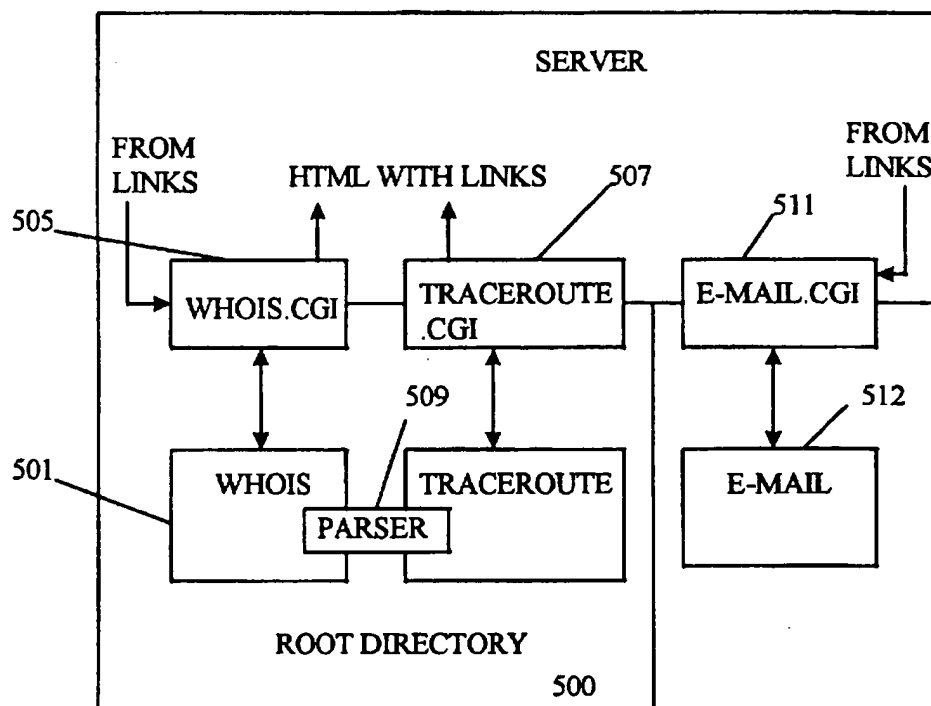 SERVER
FROM
LINKS
HTML WITH LINKS
507
FROM
LINKS
505
511
WHOIS.CGI
TRACEROUTE
.CGI
E-MAIL.CGI
509
512
501
WHOIS
TRACEROUTE
E-MAIL
PARSER
ROOT DIRECTORY
500